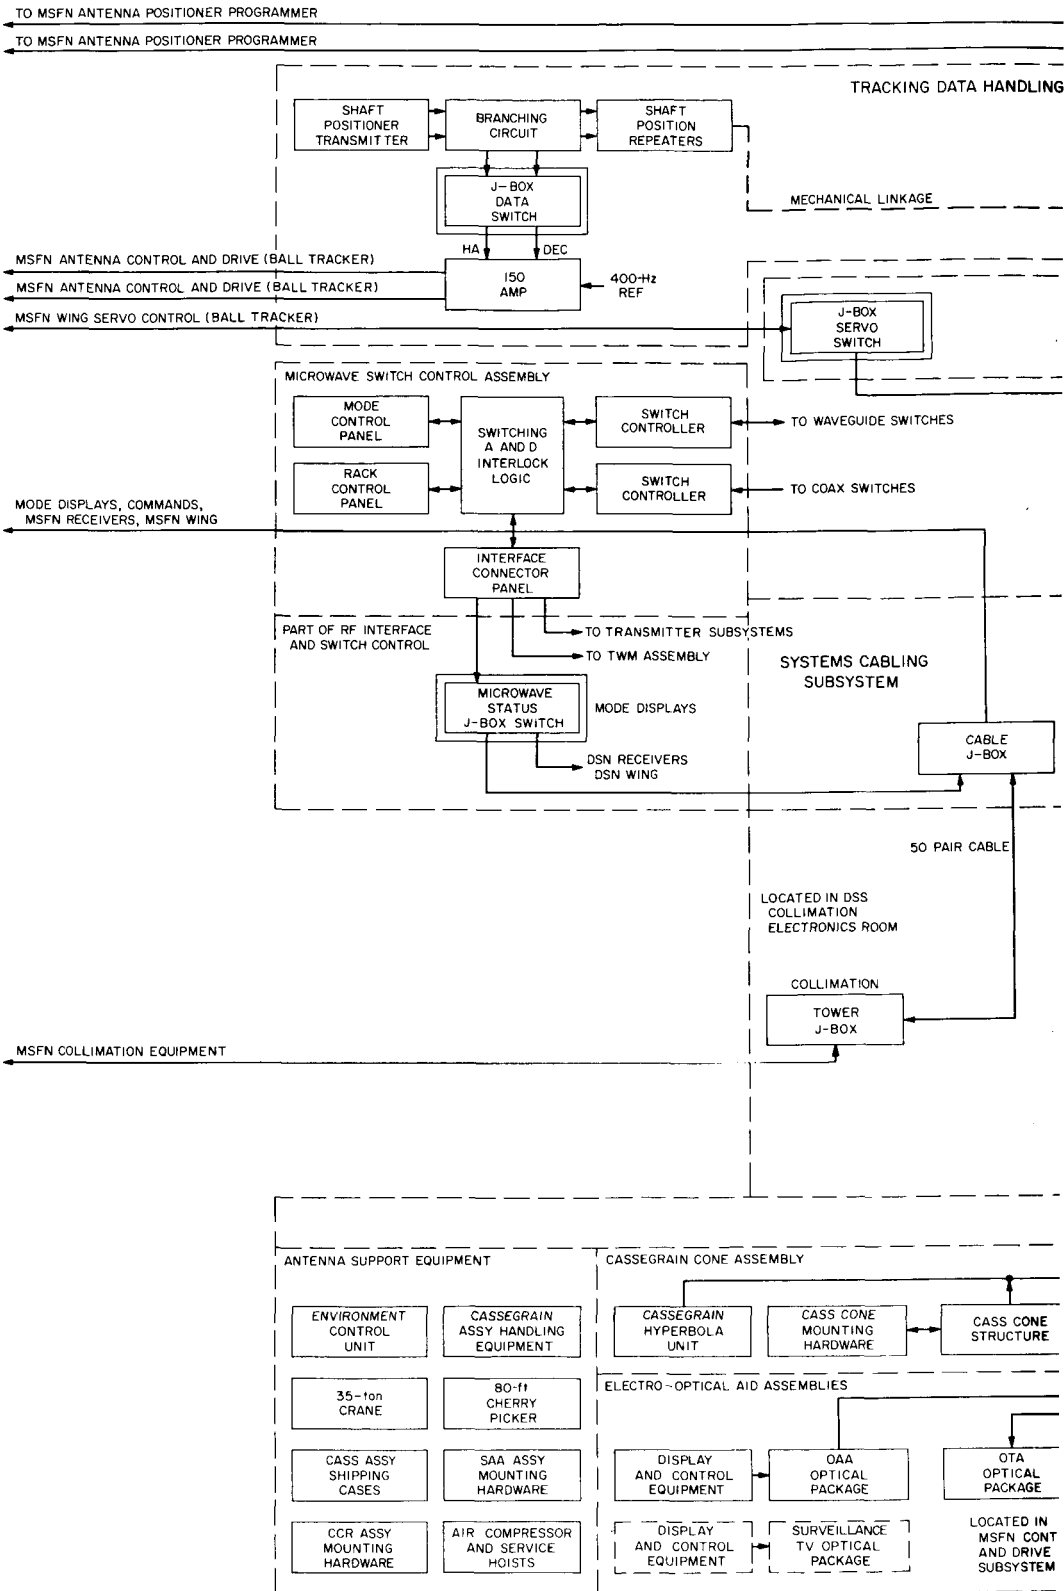 TO MSFN ANTENNA POSITIONER PROGRAMMER
TO MSFN ANTENNA POSITIONER PROGRAMMER
TRACKING DATA HANDLING
SHAFT
POSITIONER
TRANSMITTER
BRANCHING
CIRCUIT
SHAFT
POSITION
REPEATERS
J-BOX
DATA
SWITCH
MECHANICAL LINKAGE
HA
DEC
MSFN ANTENNA CONTROL AND DRIVE (BALL TRACKER)
MSFN ANTENNA CONTROL AND DRIVE (BALL TRACKER)
150
AMP
400-Hz
REF
MSFN WING SERVO CONTROL (BALL TRACKER)
J-BOX
SERVO
SWITCH
MICROWAVE SWITCH CONTROL ASSEMBLY
MODE
CONTROL
PANEL
SWITCHING
A AND D
INTERLOCK
LOGIC
SWITCH
CONTROLLER
TO WAVEGUIDE SWITCHES
RACK
CONTROL
PANEL
SWITCH
CONTROLLER
TO COAX SWITCHES
MODE DISPLAYS, COMMANDS,
MSFN RECEIVERS, MSFN WING
INTERFACE
CONNECTOR
PANEL
PART OF RF INTERFACE
AND SWITCH CONTROL
TO TRANSMITTER SUBSYSTEMS
TO TWM ASSEMBLY
SYSTEMS CABLING
SUBSYSTEM
MICROWAVE
STATUS
J-BOX SWITCH
MODE DISPLAYS
DSN RECEIVERS
DSN WING
CABLE
J-BOX
50 PAIR CABLE
LOCATED IN DSS
COLLIMATION
ELECTRONICS ROOM
COLLIMATION
TOWER
J-BOX
MSFN COLLIMATION EQUIPMENT
ANTENNA SUPPORT EQUIPMENT
ENVIRONMENT
CONTROL
UNIT
CASSEGRAIN
ASSY HANDLING
EQUIPMENT
35-ton
CRANE
80-ft
CHERRY
PICKER
CASS ASSY
SHIPPING
CASES
SAA ASSY
MOUNTING
HARDWARE
CCR ASSY
MOUNTING
HARDWARE
AIR COMPRESSOR
AND SERVICE
HOISTS
CASSEGRAIN CONE ASSEMBLY
CASSEGRAIN
HYPERBOLA
UNIT
CASS CONE
MOUNTING
HARDWARE
CASS CONE
STRUCTURE
ELECTRO-OPTICAL AID ASSEMBLIES
DISPLAY
AND CONTROL
EQUIPMENT
OAA
OPTICAL
PACKAGE
OTA
OPTICAL
PACKAGE
DISPLAY
AND CONTROL
EQUIPMENT
SURVEILLANCE
TV OPTICAL
PACKAGE
LOCATED IN
MSFN CONT
AND DRIVE
SUBSYSTEM